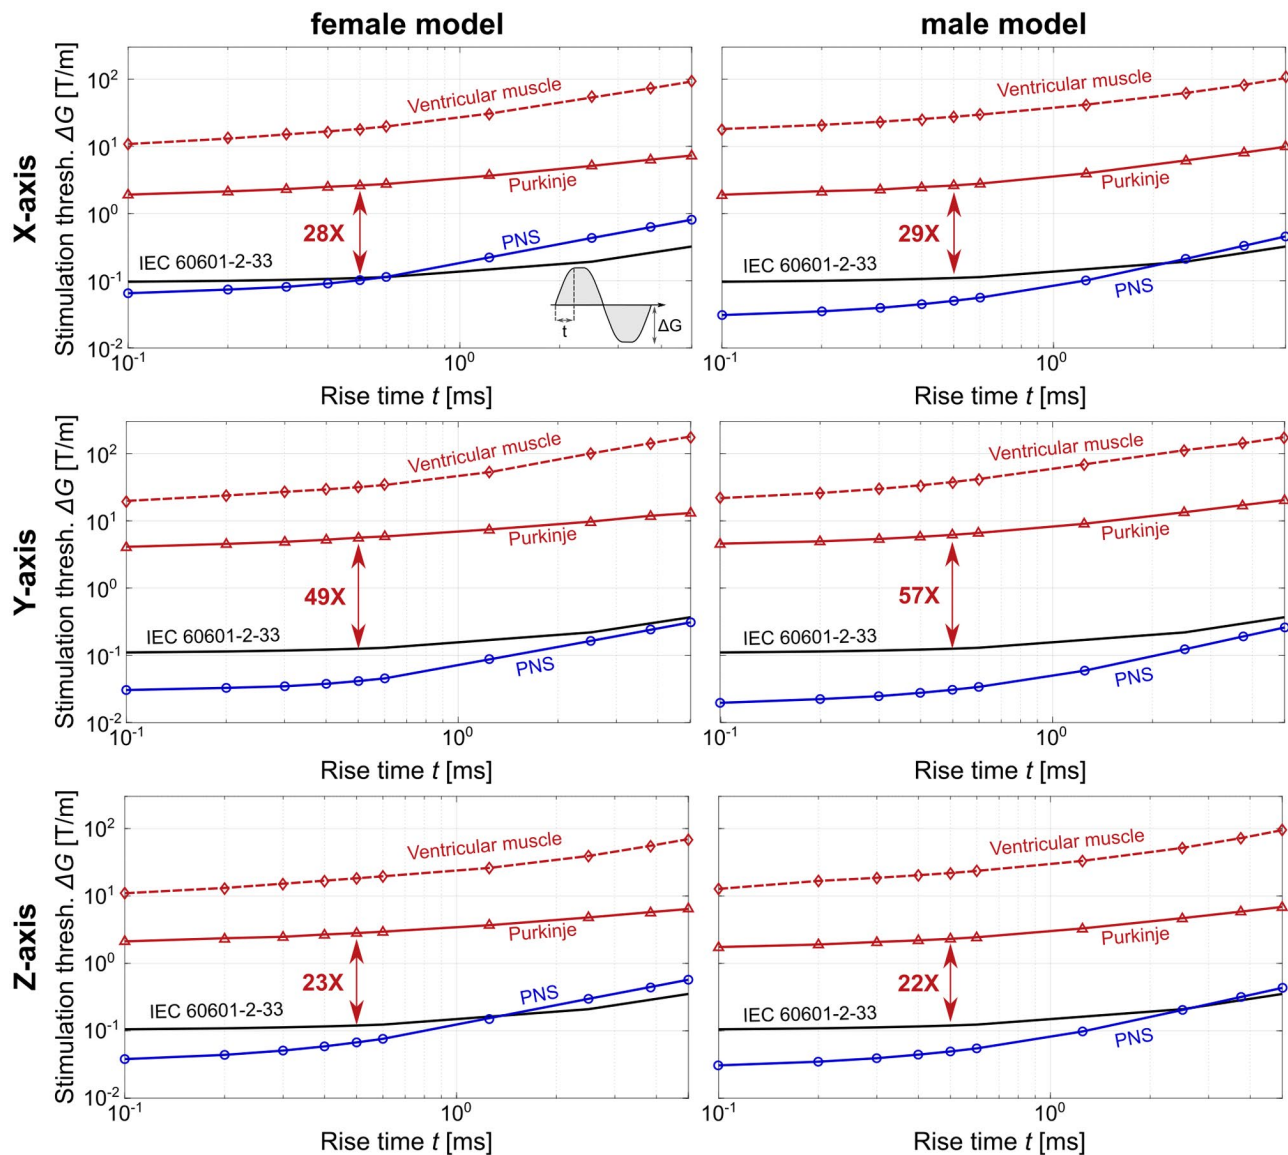 female model
male model
X-axis
Stimulation thresh. ΔG [T/m]
10²
10¹
10⁰
10⁻¹
10⁻²
Ventricular muscle
Purkinje
28X
PNS
IEC 60601-2-33
t
ΔG
10⁻¹
10⁰
Rise time t [ms]
Ventricular muscle
Purkinje
29X
IEC 60601-2-33
PNS
10⁻¹
10⁰
Rise time t [ms]
Y-axis
Stimulation thresh. ΔG [T/m]
10²
10¹
10⁰
10⁻¹
10⁻²
Ventricular muscle
Purkinje
49X
IEC 60601-2-33
PNS
10⁻¹
10⁰
Rise time t [ms]
Ventricular muscle
Purkinje
57X
IEC 60601-2-33
PNS
10⁻¹
10⁰
Rise time t [ms]
Z-axis
Stimulation thresh. ΔG [T/m]
10²
10¹
10⁰
10⁻¹
10⁻²
Ventricular muscle
Purkinje
23X
PNS
IEC 60601-2-33
10⁻¹
10⁰
Rise time t [ms]
Ventricular muscle
Purkinje
22X
IEC 60601-2-33
PNS
10⁻¹
10⁰
Rise time t [ms]